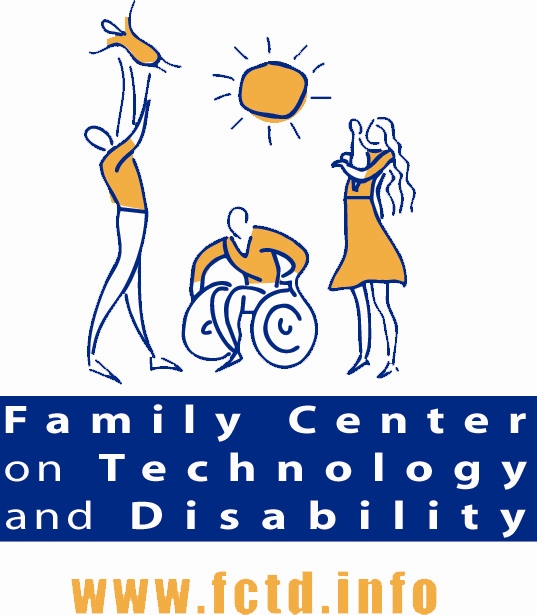 Family Center
on Technology
and Disability
www.fctd.info